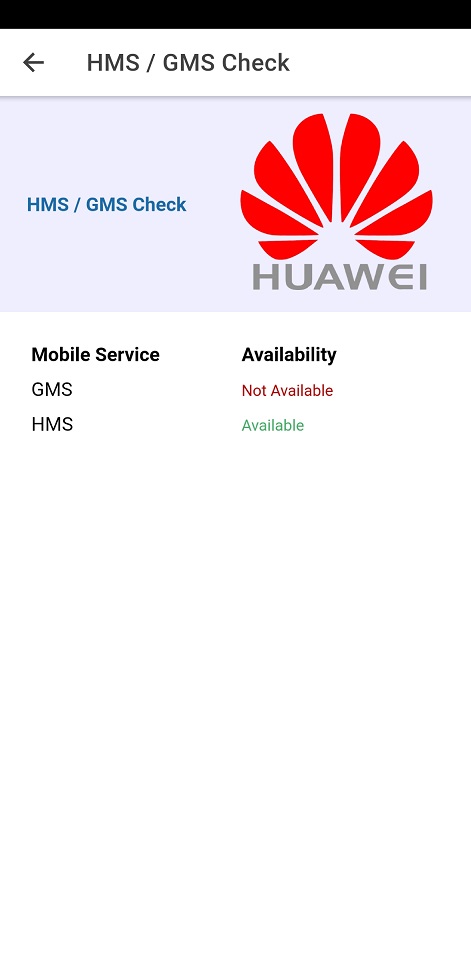 HMS / GMS Check
HMS / GMS Check
HUAWEI
Mobile Service Availability
GMS Not Available
HMS Available